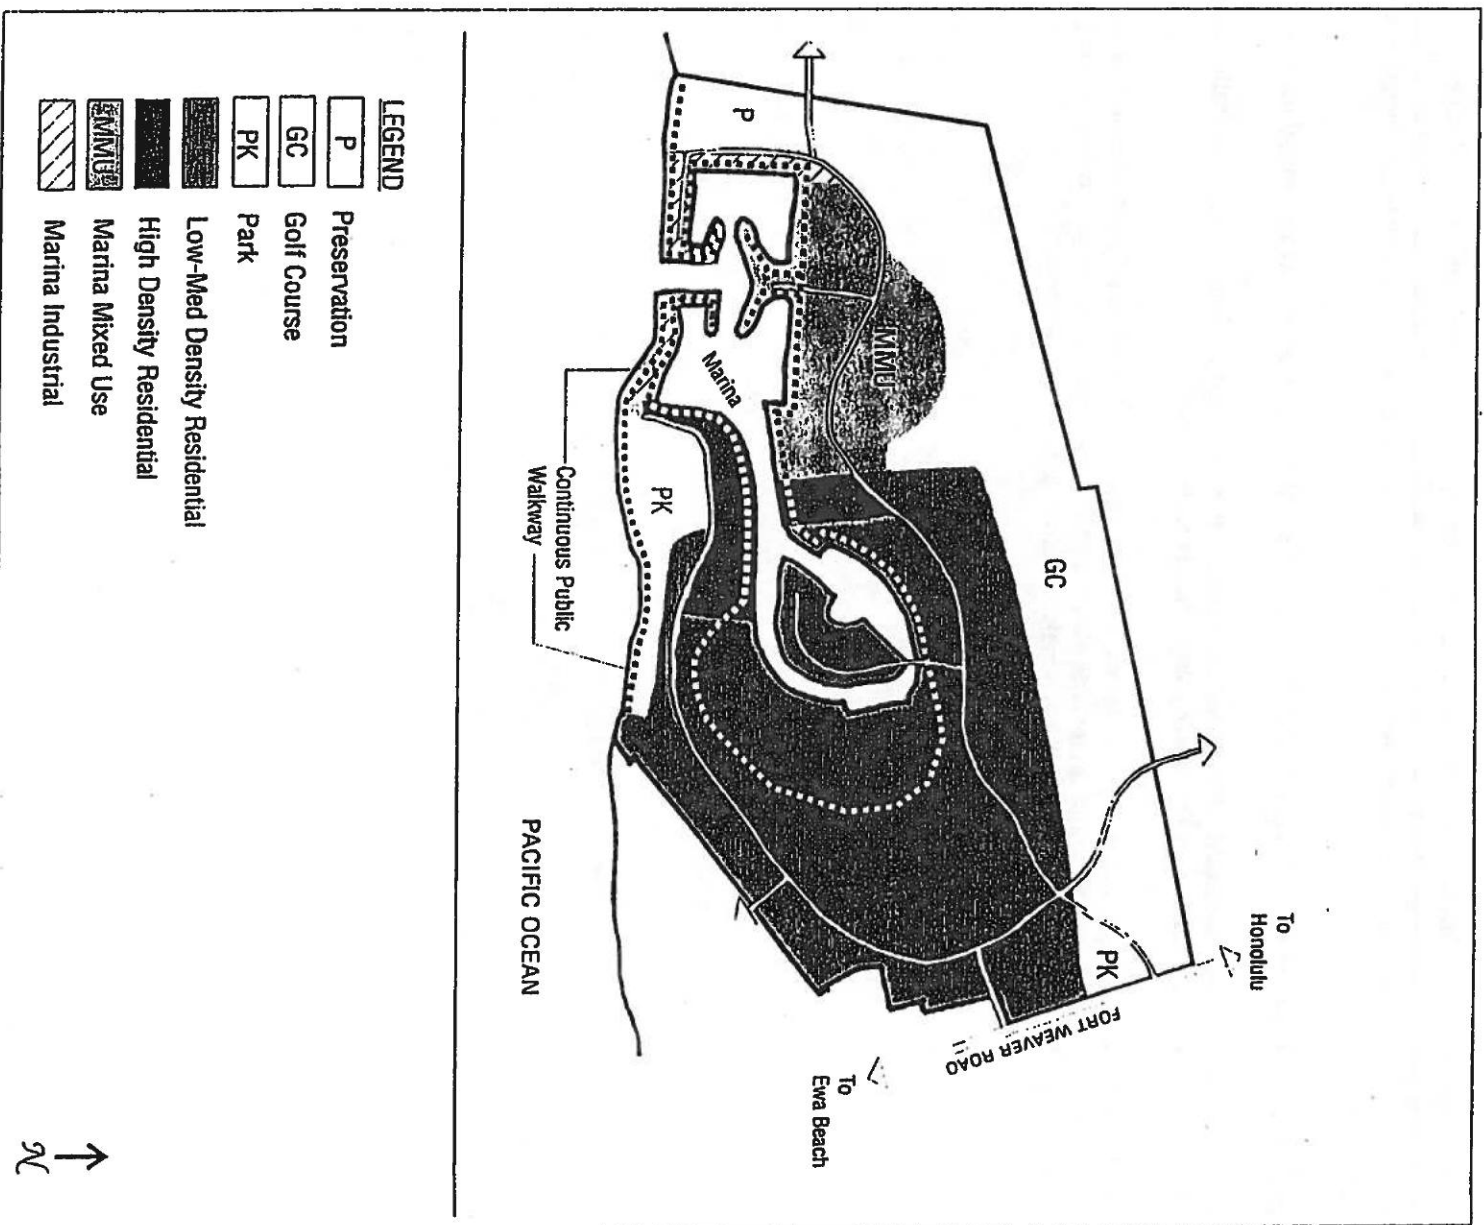 To
Honolulu
FORT WEAVER ROAD
To
Ewa Beach
GC
PK
MMU
P
Marina
PK
Continuous Public
Walkway
PACIFIC OCEAN
LEGEND
P Preservation
GC Golf Course
PK Park
Low-Med Density Residential
High Density Residential
MMU Marina Mixed Use
Marina Industrial
N